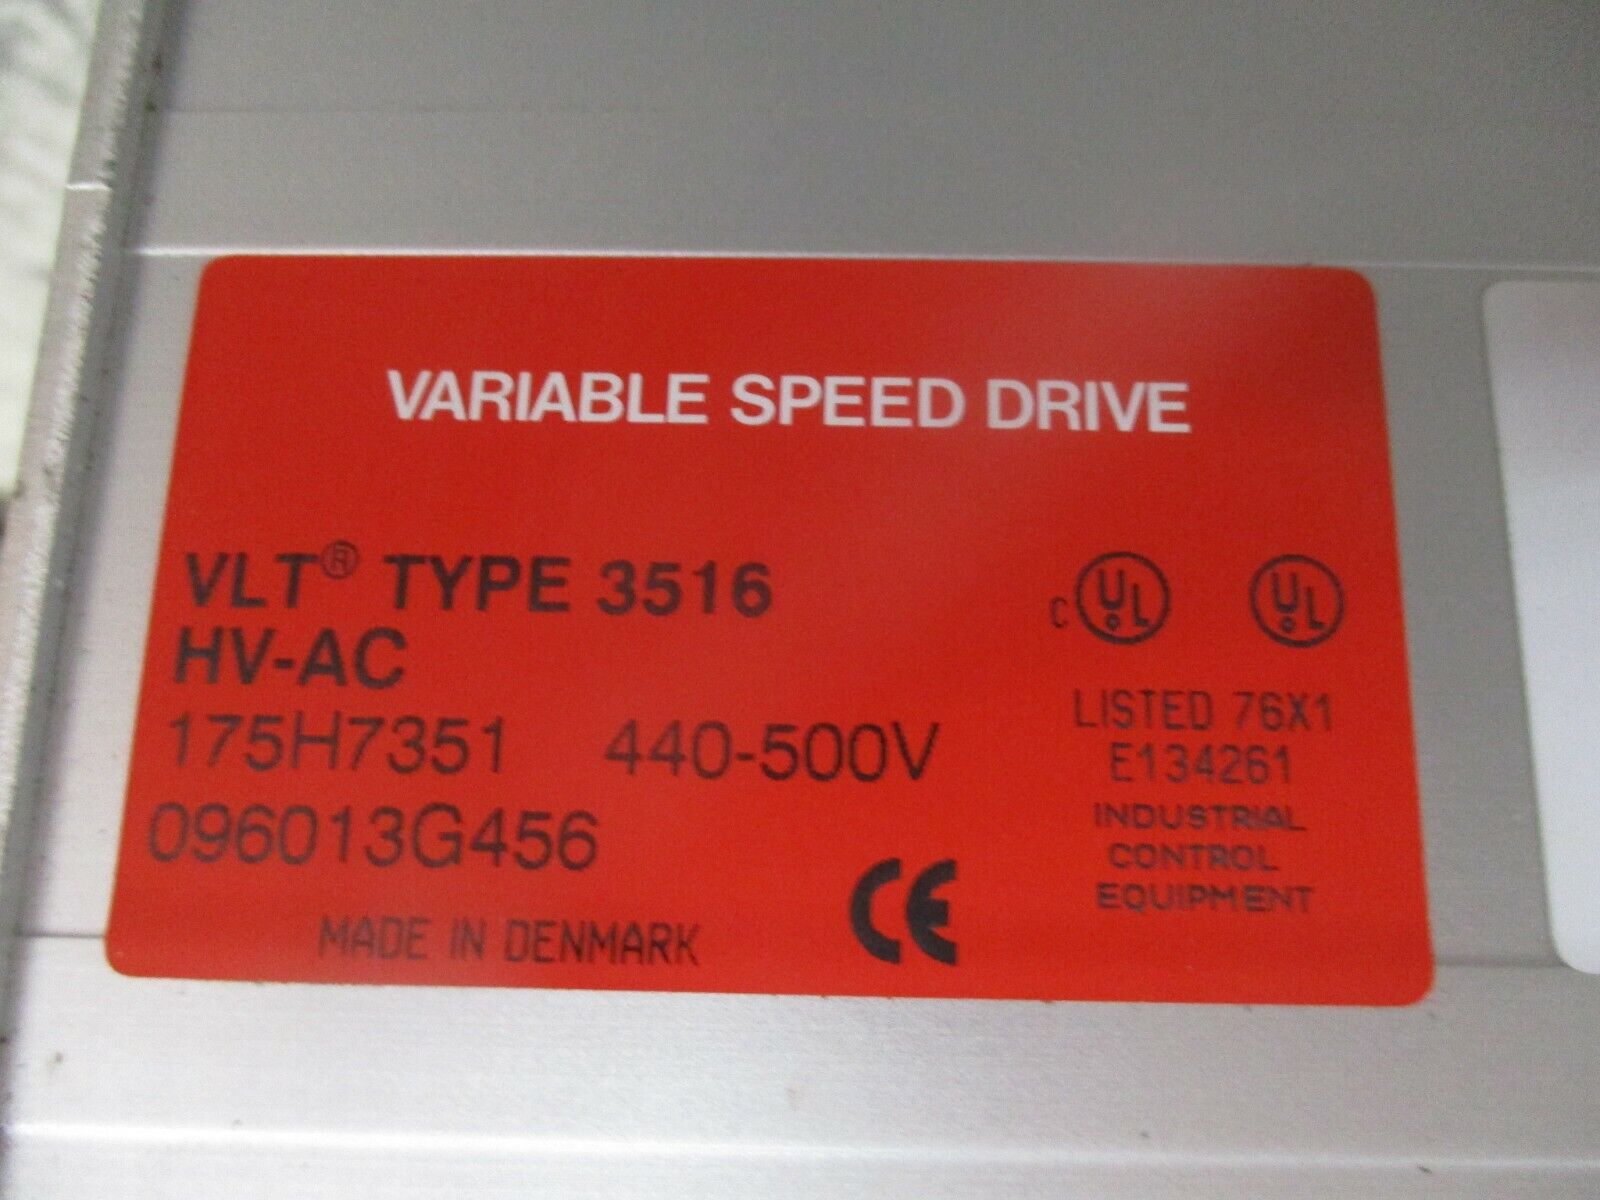 VARIABLE SPEED DRIVE
VLT® TYPE 3516
HV-AC
175H7351 440-500V
096013G456
MADE IN DENMARK
CE
C UL UL
LISTED 76X1
E134261
INDUSTRIAL
CONTROL
EQUIPMENT